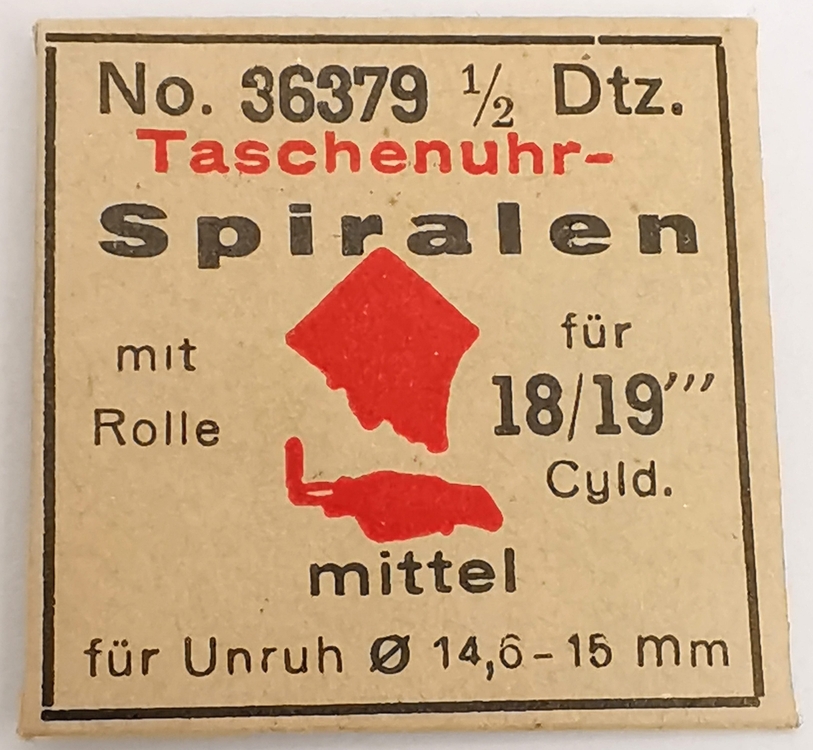 No. 36379 ½ Dtz.
Taschenuhr-
Spiralen
mit
Rolle
für
18/19'''
Cyld.
mittel
für Unruh Ø 14,6-15 mm